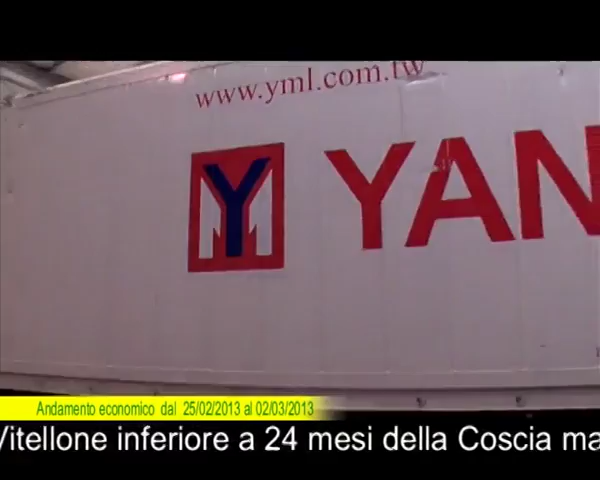 www.yml.com.tw
YAN
Andamento economico dal 25/02/2013 al 02/03/2013
Vitellone inferiore a 24 mesi della Coscia ma